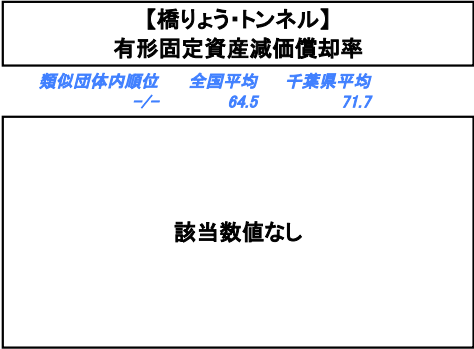 【橋りょう・トンネル】
有形固定資産減価償却率
類似団体内順位 全国平均 千葉県平均
-/- 64.5 71.7
該当数値なし